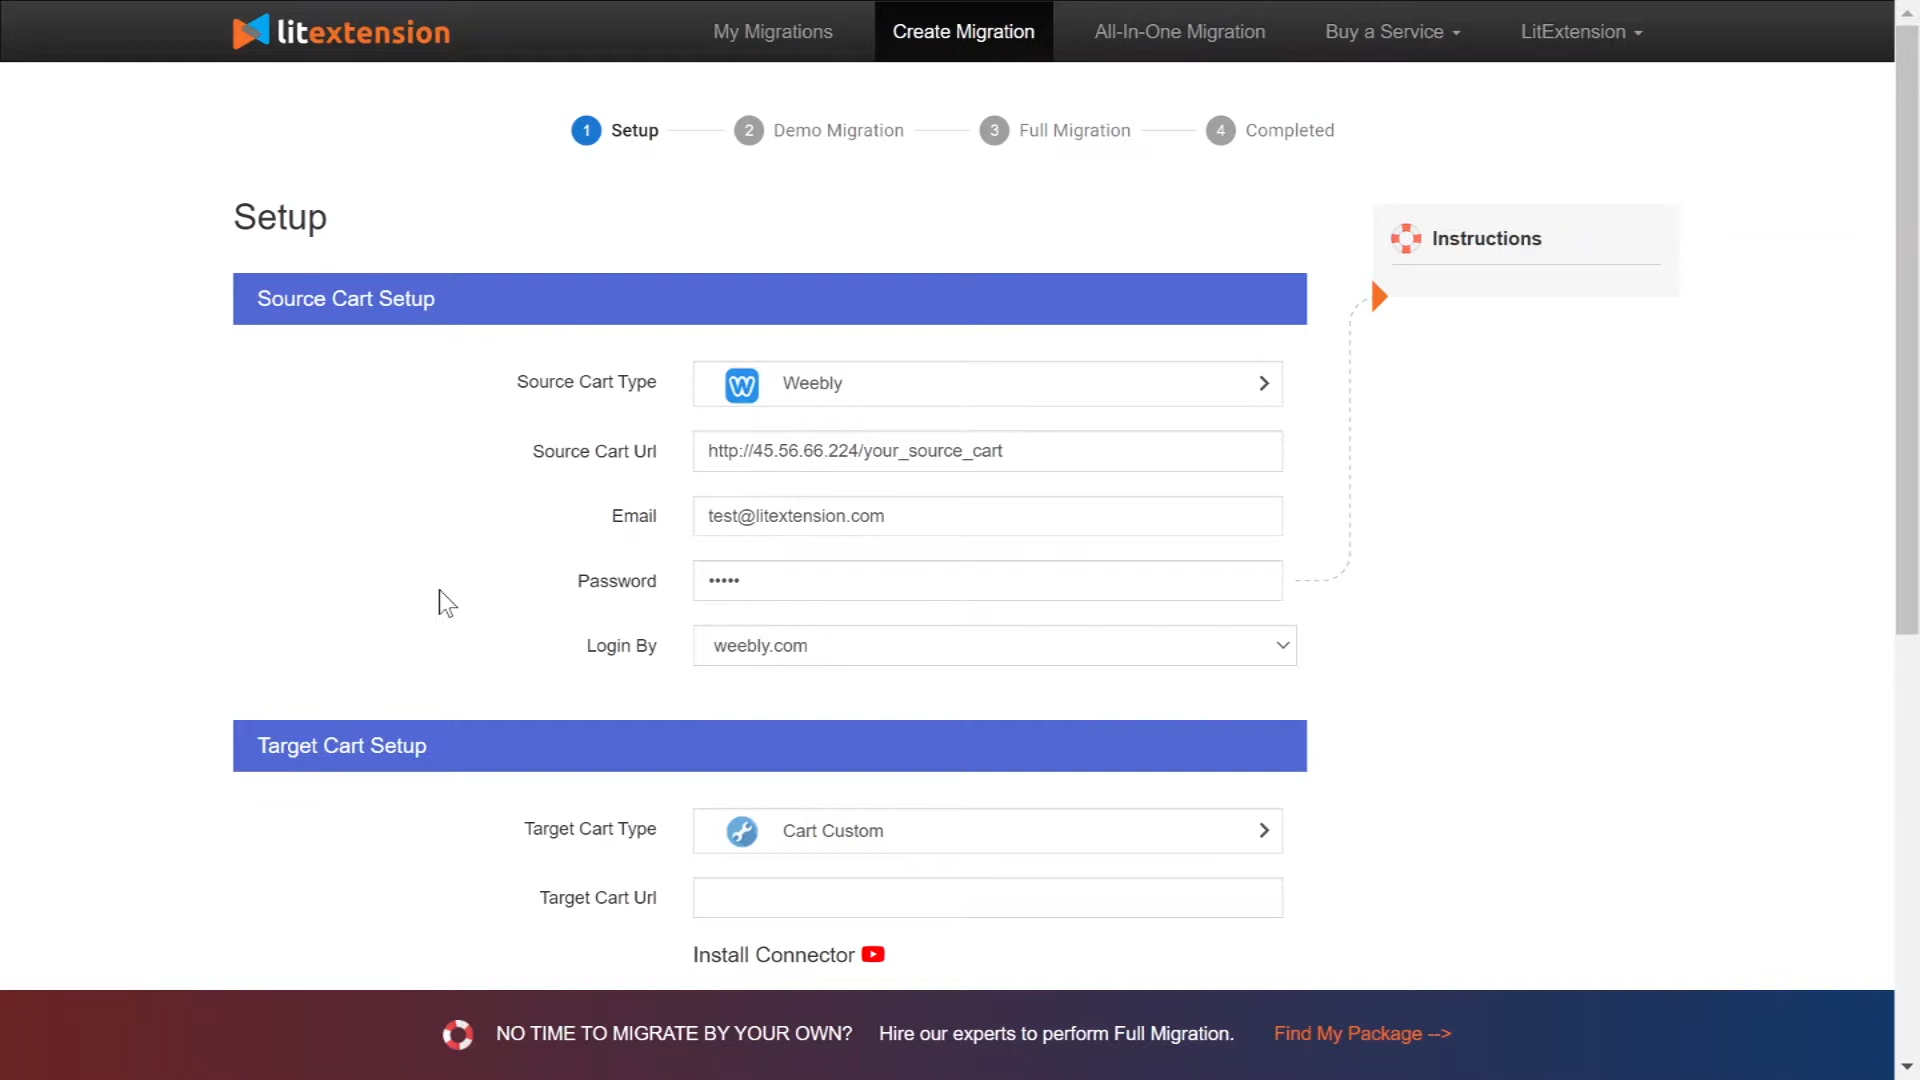 litextension
My Migrations
Create Migration
All-In-One Migration
Buy a Service
LitExtension
1 Setup
2 Demo Migration
3 Full Migration
4 Completed
Setup
Instructions
Source Cart Setup
Source Cart Type
Weebly
Source Cart Url
http://45.56.66.224/your_source_cart
Email
test@litextension.com
Password
•••••
Login By
weebly.com
Target Cart Setup
Target Cart Type
Cart Custom
Target Cart Url
Install Connector
NO TIME TO MIGRATE BY YOUR OWN? Hire our experts to perform Full Migration. Find My Package -->